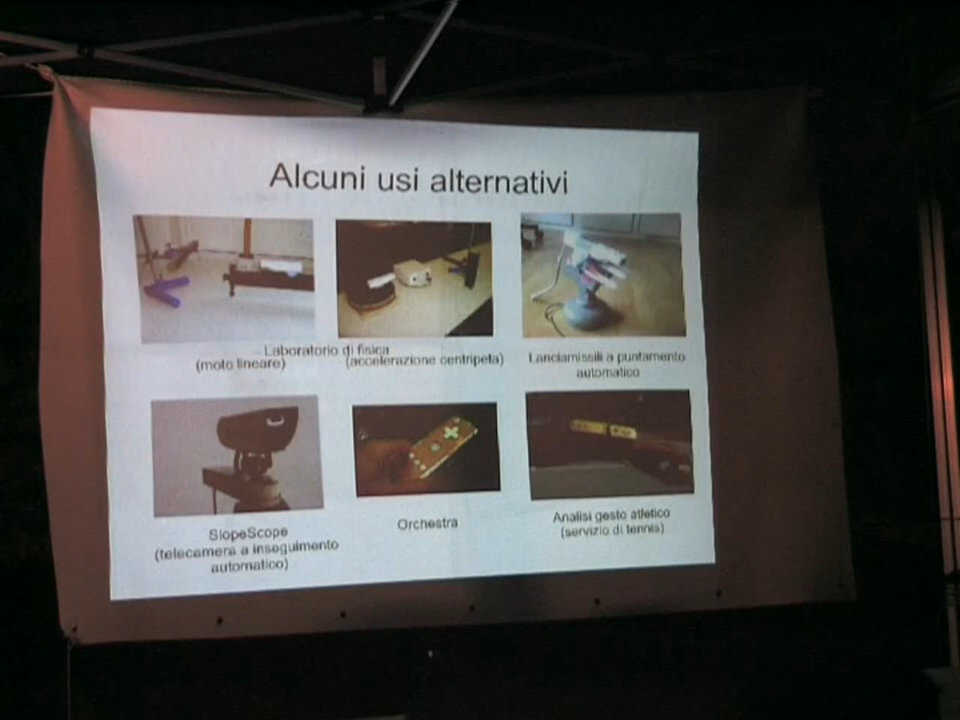 Alcuni usi alternativi
Laboratorio di fisica
(moto lineare) (accelerazione centripeta)
Lanciamissili a puntamento
automatico
SlopeScope
(telecamera a inseguimento
automatico)
Orchestra
Analisi gesto atletico
(servizio di tennis)